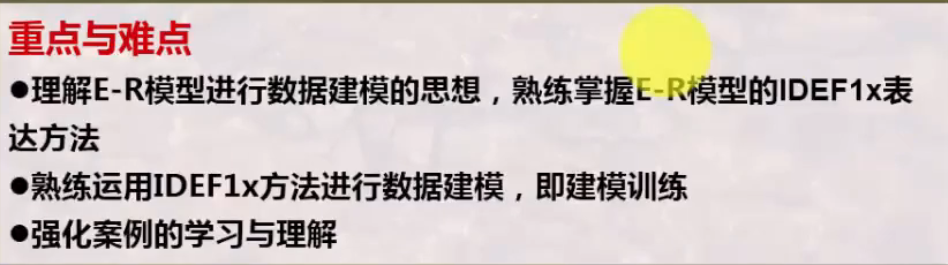 重点与难点
●理解E-R模型进行数据建模的思想，熟练掌握E-R模型的IDEF1x表
达方法
●熟练运用IDEF1x方法进行数据建模，即建模训练
●强化案例的学习与理解